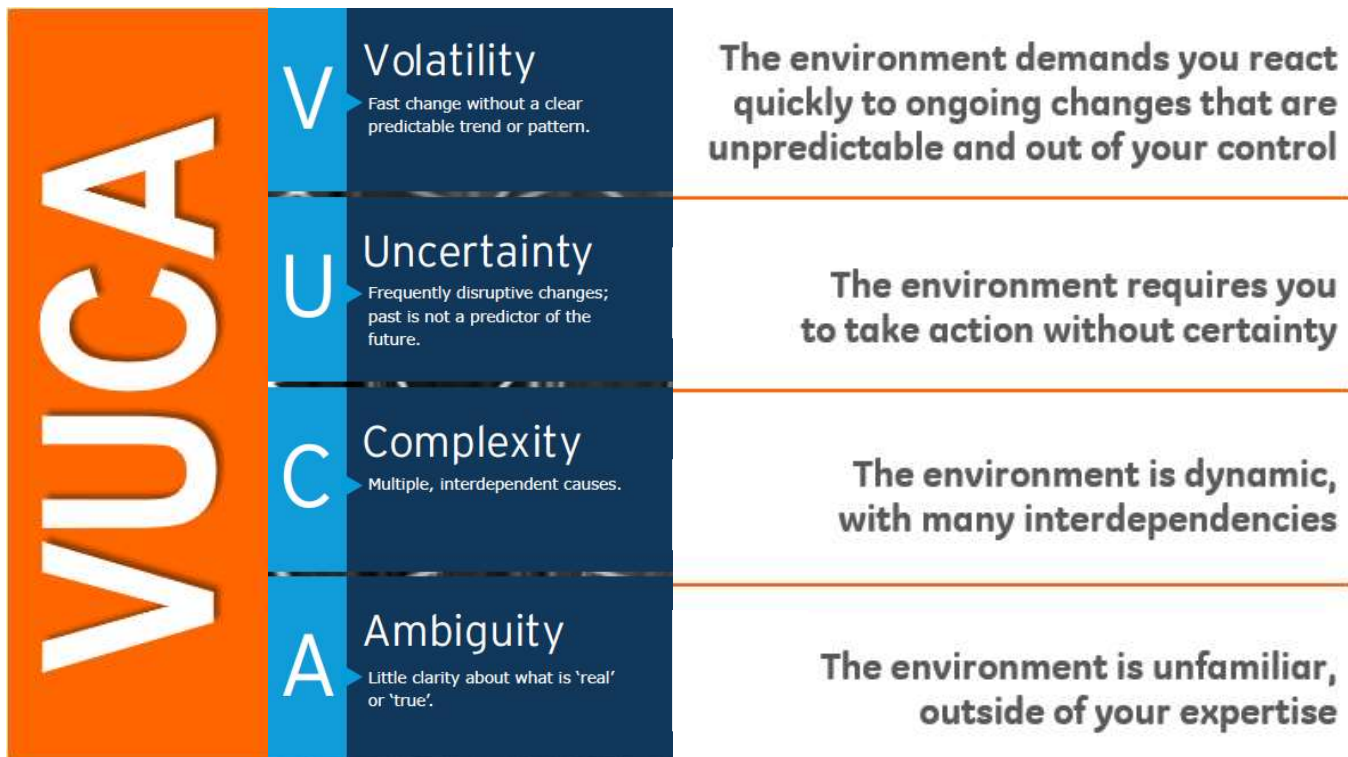 VUCA
V
Volatility
Fast change without a clear
predictable trend or pattern.
The environment demands you react
quickly to ongoing changes that are
unpredictable and out of your control
U
Uncertainty
Frequently disruptive changes;
past is not a predictor of the
future.
The environment requires you
to take action without certainty
C
Complexity
Multiple, interdependent causes.
The environment is dynamic,
with many interdependencies
A
Ambiguity
Little clarity about what is ‘real’
or ‘true’.
The environment is unfamiliar,
outside of your expertise